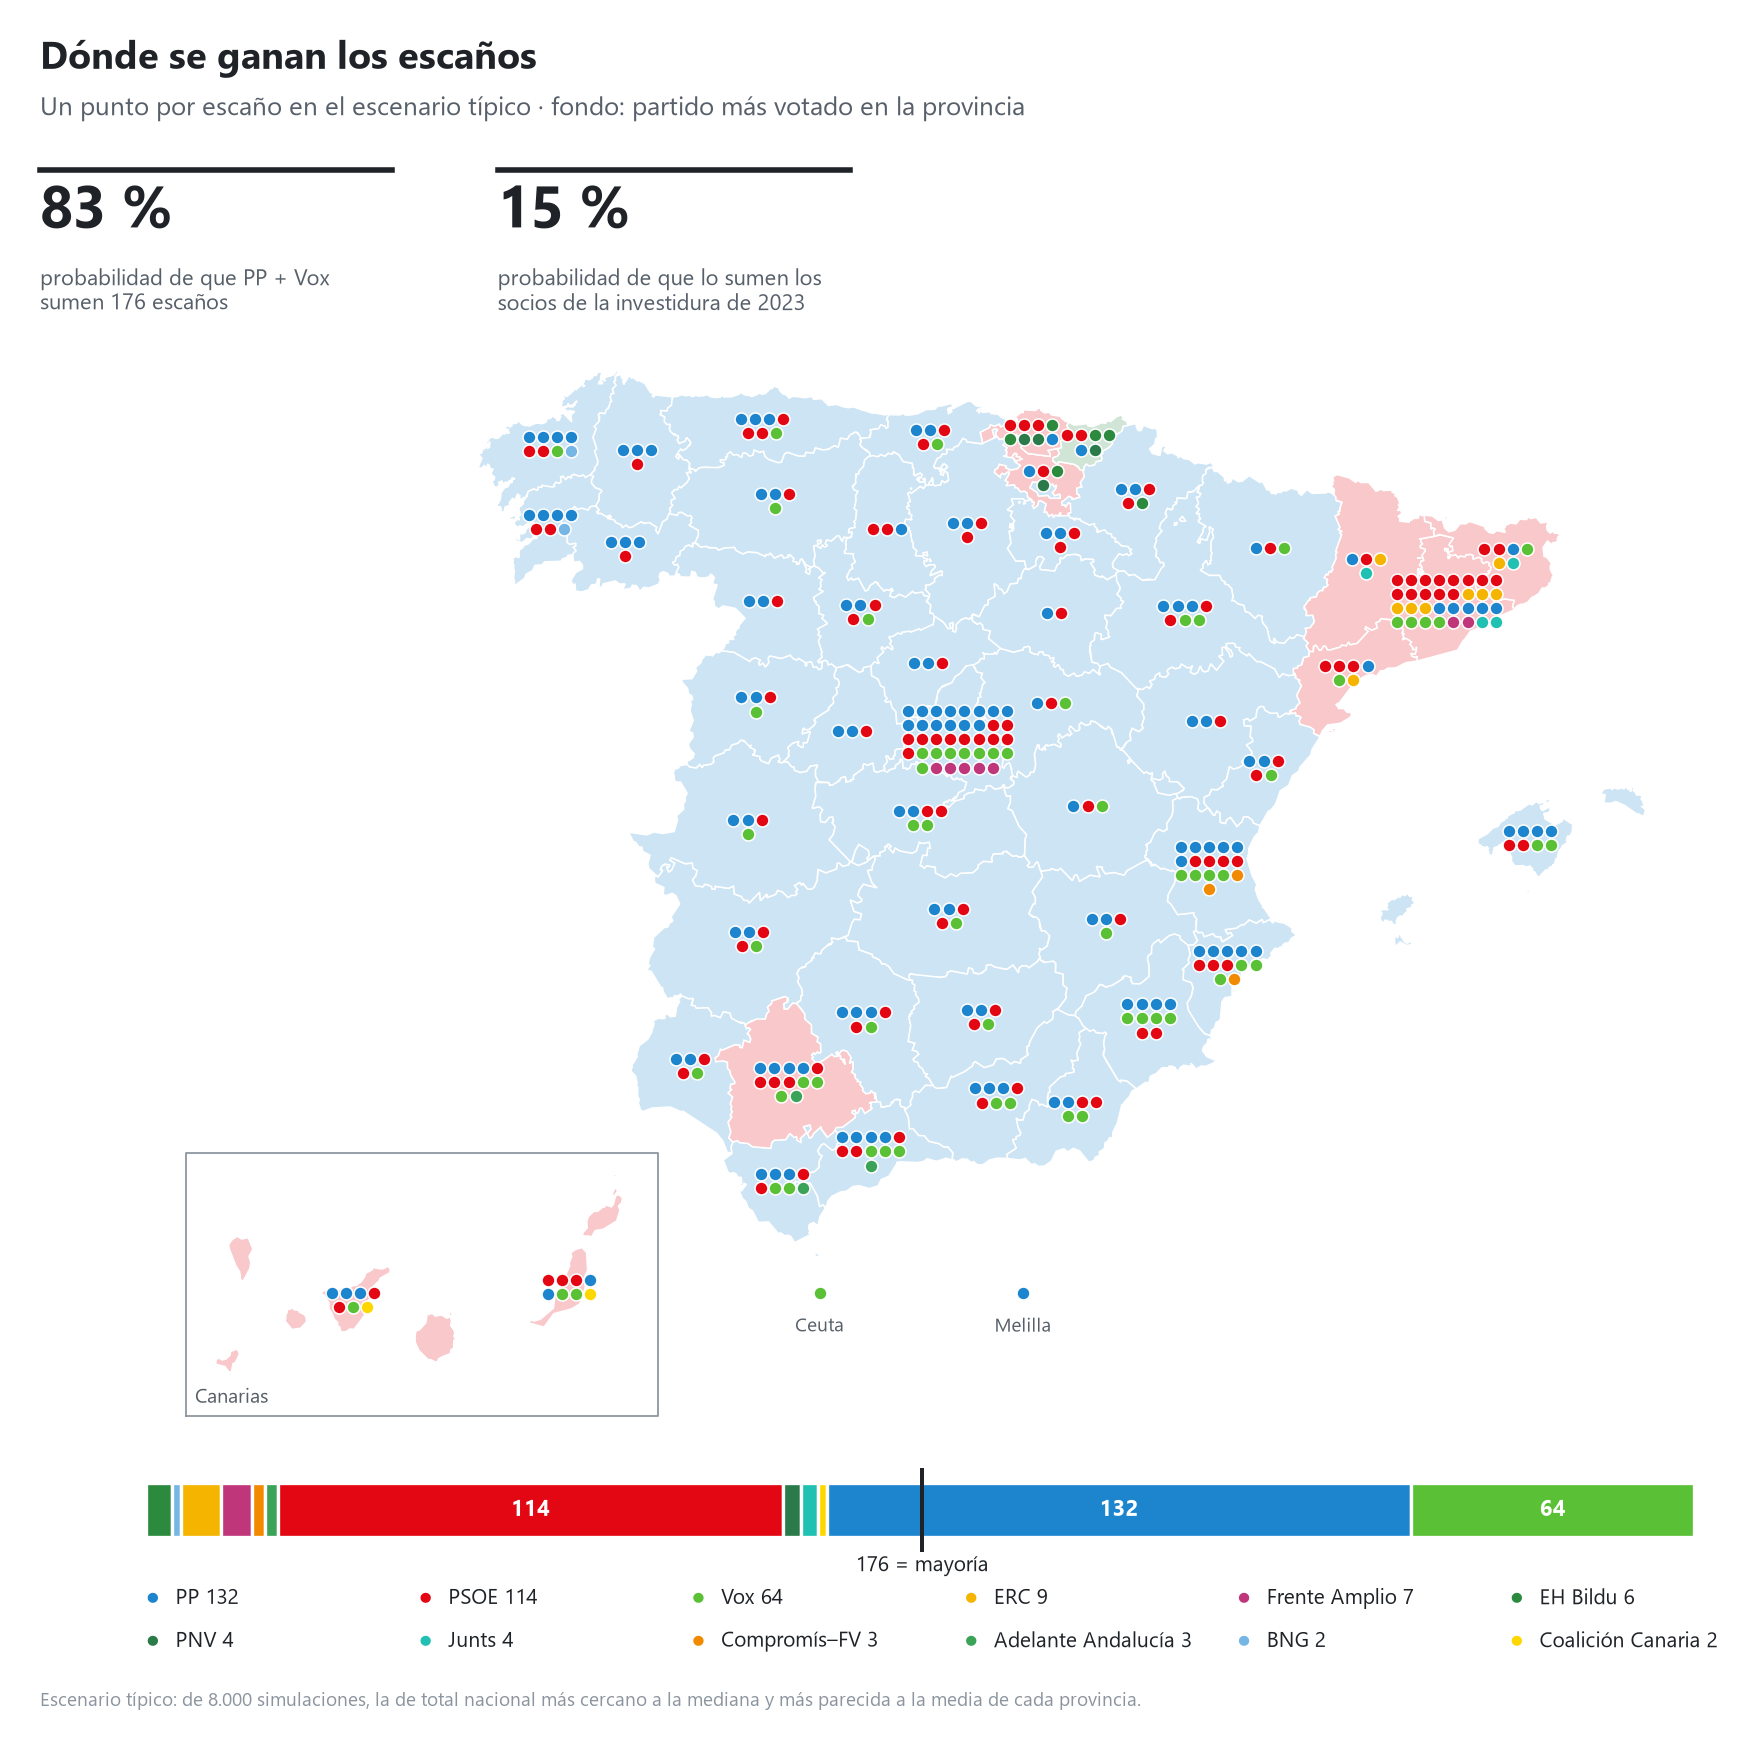 Dónde se ganan los escaños
Un punto por escaño en el escenario típico · fondo: partido más votado en la provincia
83 %
probabilidad de que PP + Vox
sumen 176 escaños
15 %
probabilidad de que lo sumen los
socios de la investidura de 2023
Ceuta
Melilla
Canarias
114
132
64
176 = mayoría
PP 132
PSOE 114
Vox 64
ERC 9
Frente Amplio 7
EH Bildu 6
PNV 4
Junts 4
Compromís–FV 3
Adelante Andalucía 3
BNG 2
Coalición Canaria 2
Escenario típico: de 8.000 simulaciones, la de total nacional más cercano a la mediana y más parecida a la media de cada provincia.